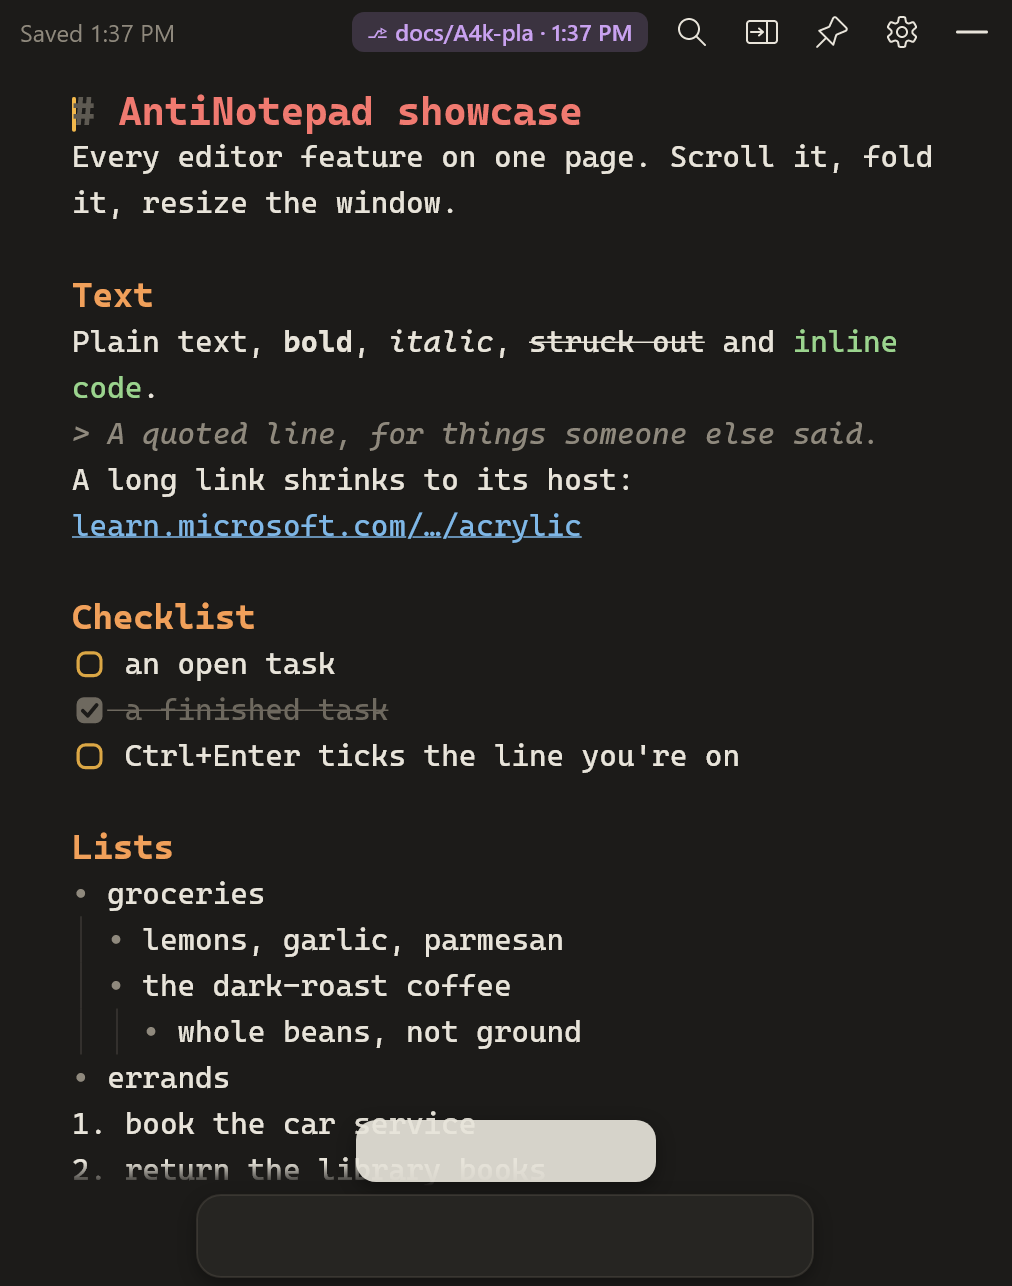 Saved 1:37 PM
docs/A4k-pla · 1:37 PM
# AntiNotepad showcase
Every editor feature on one page. Scroll it, fold
it, resize the window.
Text
Plain text, bold, italic, struck out and inline
code.
> A quoted line, for things someone else said.
A long link shrinks to its host:
learn.microsoft.com/…/acrylic
Checklist
an open task
a finished task
Ctrl+Enter ticks the line you're on
Lists
• groceries
• lemons, garlic, parmesan
• the dark-roast coffee
• whole beans, not ground
• errands
1. book the car service
2. return the library books